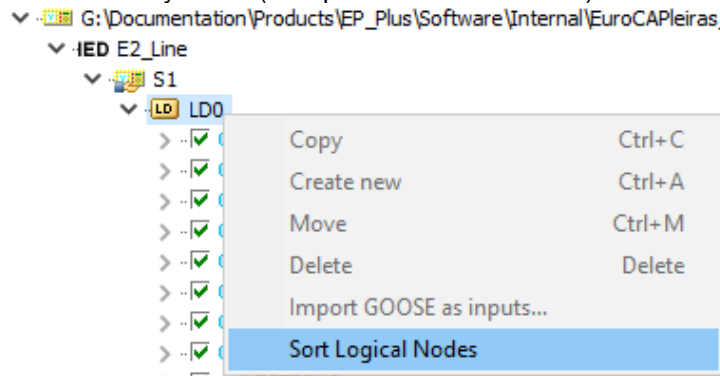 G:\Documentation\Products\EP_Plus\Software\Internal\EuroCAPleiras_
IED E2_Line
S1
LD LD0
Copy Ctrl+C
Create new Ctrl+A
Move Ctrl+M
Delete Delete
Import GOOSE as inputs...
Sort Logical Nodes